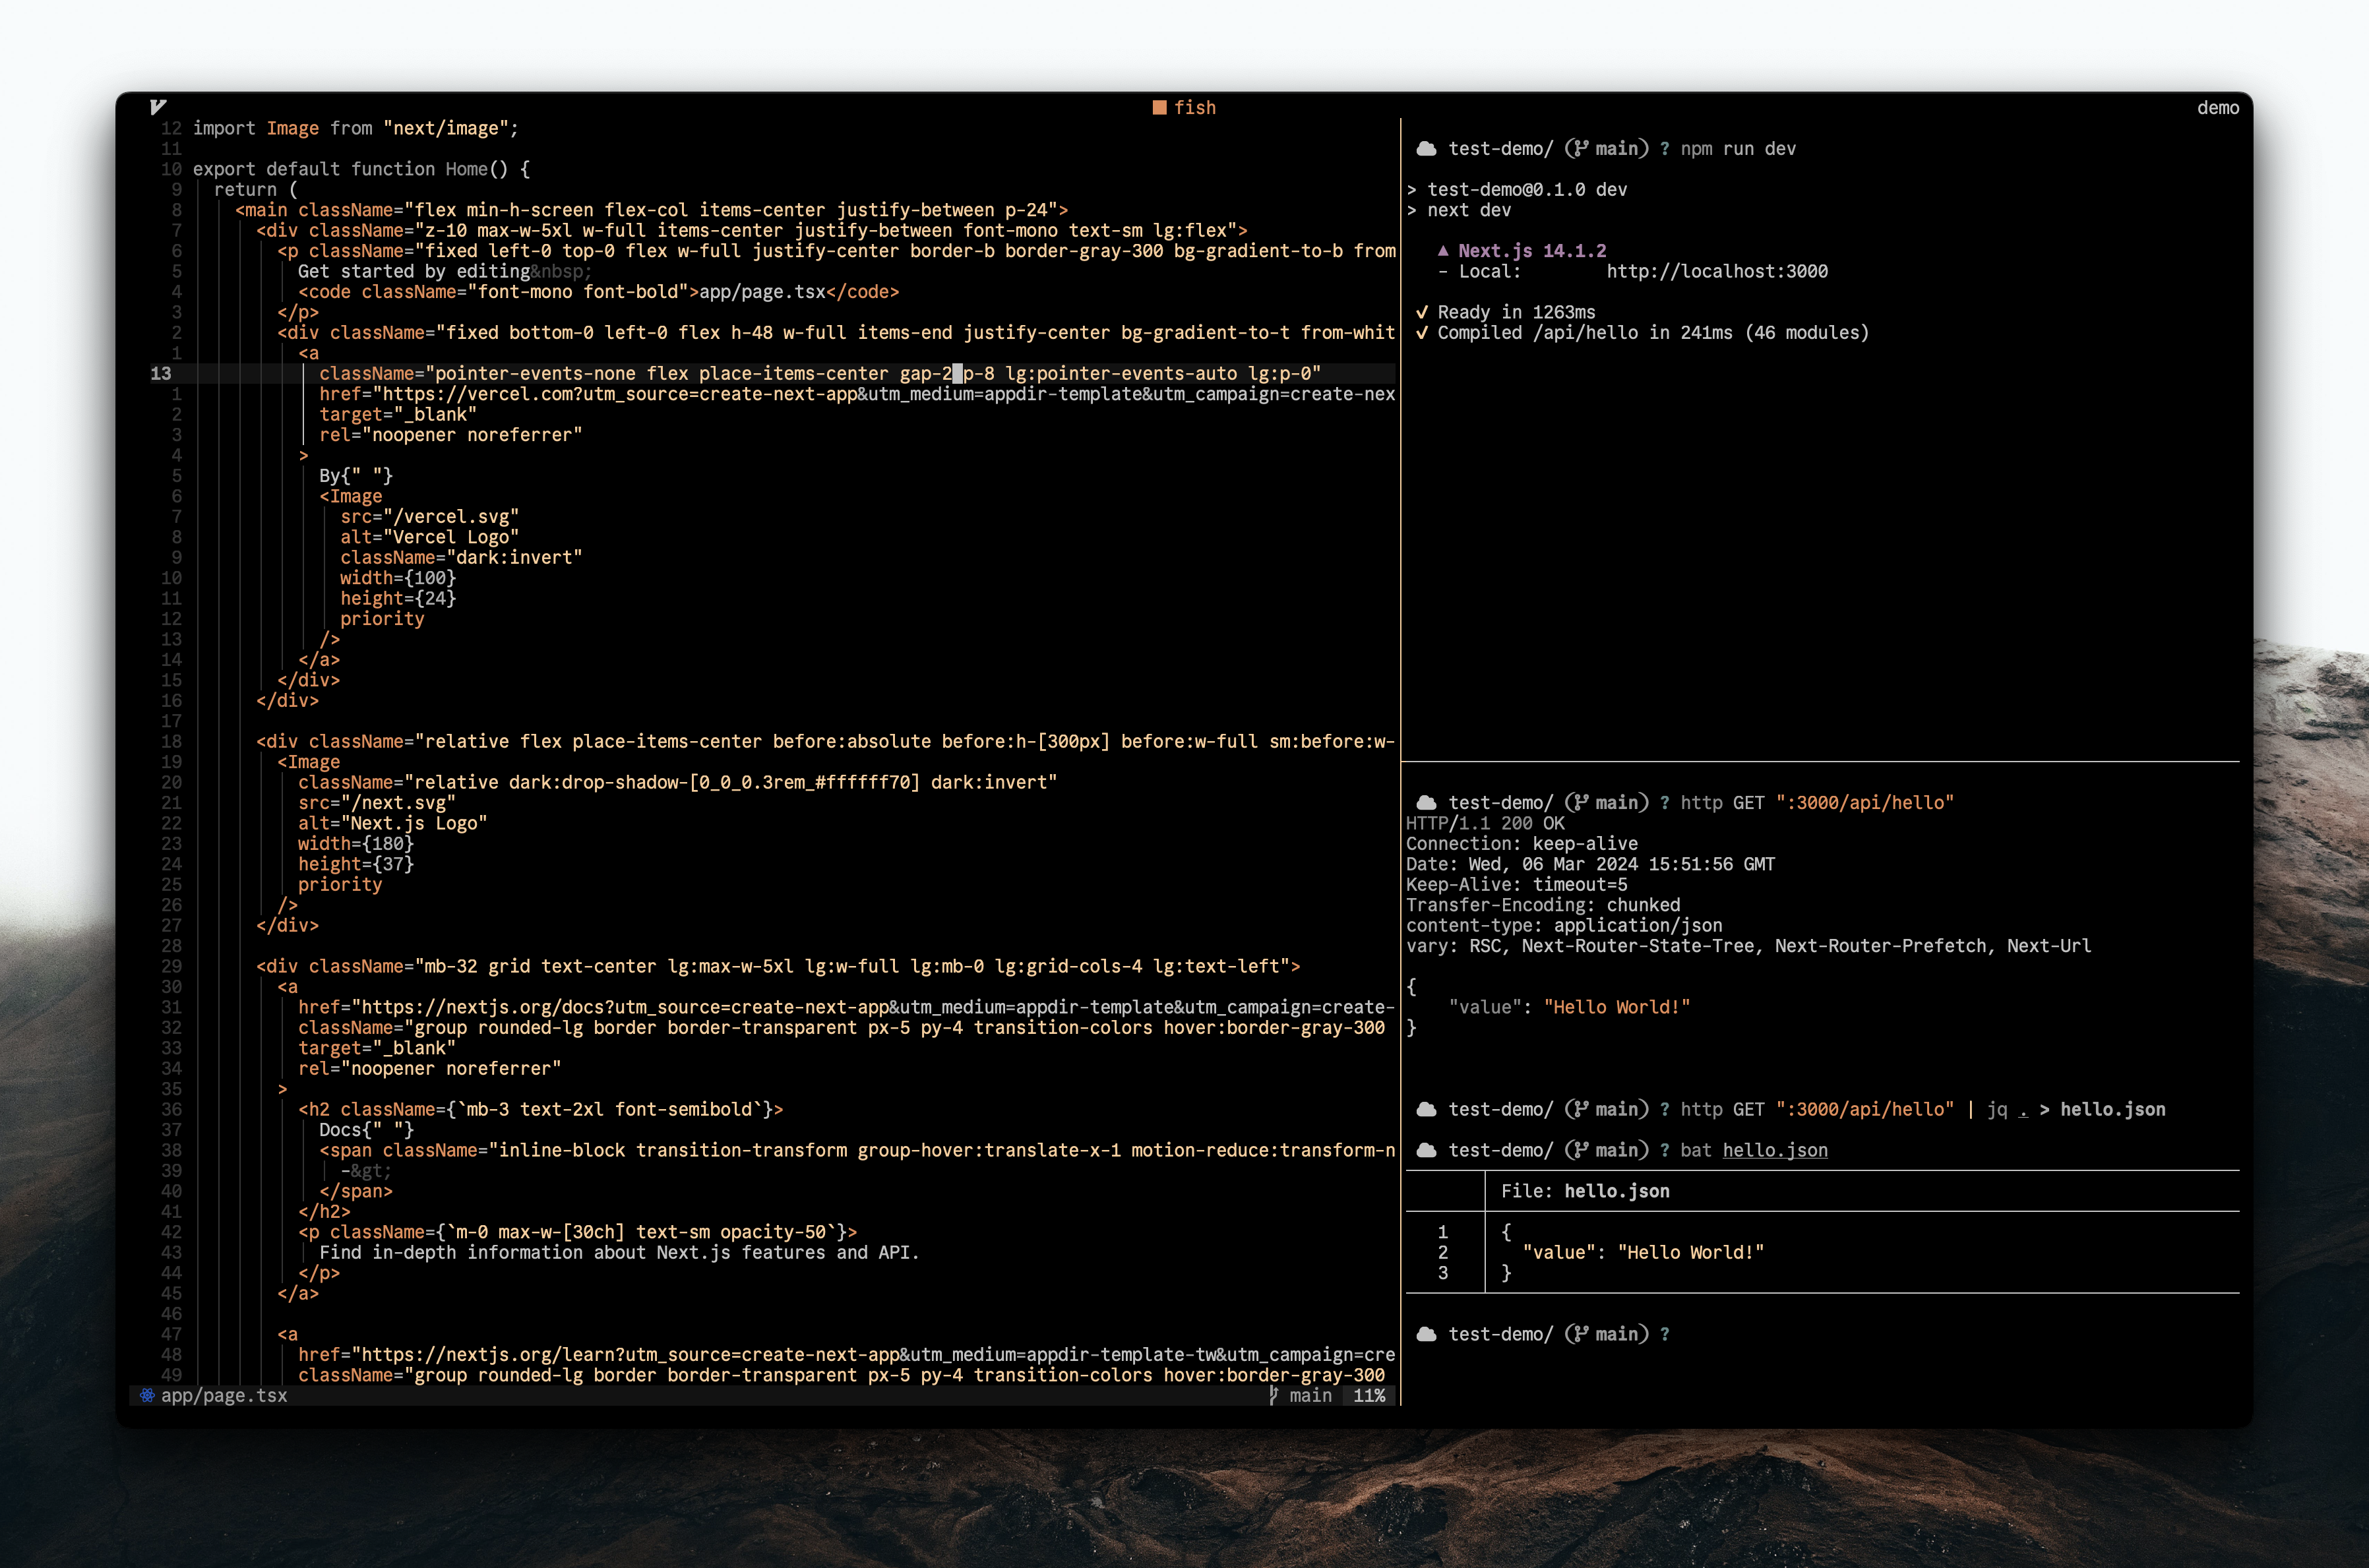 fish
demo
12 import Image from "next/image";
11
10 export default function Home() {
9 return (
8 <main className="flex min-h-screen flex-col items-center justify-between p-24">
7 <div className="z-10 max-w-5xl w-full items-center justify-between font-mono text-sm lg:flex">
6 <p className="fixed left-0 top-0 flex w-full justify-center border-b border-gray-300 bg-gradient-to-b from
5 Get started by editing&nbsp;
4 <code className="font-mono font-bold">app/page.tsx</code>
3 </p>
2 <div className="fixed bottom-0 left-0 flex h-48 w-full items-end justify-center bg-gradient-to-t from-whit
1 <a
13 className="pointer-events-none flex place-items-center gap-2 p-8 lg:pointer-events-auto lg:p-0"
1 href="https://vercel.com?utm_source=create-next-app&utm_medium=appdir-template&utm_campaign=create-nex
2 target="_blank"
3 rel="noopener noreferrer"
4 >
5 By{" "}
6 <Image
7 src="/vercel.svg"
8 alt="Vercel Logo"
9 className="dark:invert"
10 width={100}
11 height={24}
12 priority
13 />
14 </a>
15 </div>
16 </div>
17
18 <div className="relative flex place-items-center before:absolute before:h-[300px] before:w-full sm:before:w-
19 <Image
20 className="relative dark:drop-shadow-[0_0_0.3rem_#ffffff70] dark:invert"
21 src="/next.svg"
22 alt="Next.js Logo"
23 width={180}
24 height={37}
25 priority
26 />
27 </div>
28
29 <div className="mb-32 grid text-center lg:max-w-5xl lg:w-full lg:mb-0 lg:grid-cols-4 lg:text-left">
30 <a
31 href="https://nextjs.org/docs?utm_source=create-next-app&utm_medium=appdir-template&utm_campaign=create-
32 className="group rounded-lg border border-transparent px-5 py-4 transition-colors hover:border-gray-300
33 target="_blank"
34 rel="noopener noreferrer"
35 >
36 <h2 className={`mb-3 text-2xl font-semibold`}>
37 Docs{" "}
38 <span className="inline-block transition-transform group-hover:translate-x-1 motion-reduce:transform-n
39 -&gt;
40 </span>
41 </h2>
42 <p className={`m-0 max-w-[30ch] text-sm opacity-50`}>
43 Find in-depth information about Next.js features and API.
44 </p>
45 </a>
46
47 <a
48 href="https://nextjs.org/learn?utm_source=create-next-app&utm_medium=appdir-template-tw&utm_campaign=cre
49 className="group rounded-lg border border-transparent px-5 py-4 transition-colors hover:border-gray-300
app/page.tsx main 11%
test-demo/ (main) ? npm run dev
> test-demo@0.1.0 dev
> next dev
▲ Next.js 14.1.2
- Local: http://localhost:3000
✓ Ready in 1263ms
✓ Compiled /api/hello in 241ms (46 modules)
test-demo/ (main) ? http GET ":3000/api/hello"
HTTP/1.1 200 OK
Connection: keep-alive
Date: Wed, 06 Mar 2024 15:51:56 GMT
Keep-Alive: timeout=5
Transfer-Encoding: chunked
content-type: application/json
vary: RSC, Next-Router-State-Tree, Next-Router-Prefetch, Next-Url
{
"value": "Hello World!"
}
test-demo/ (main) ? http GET ":3000/api/hello" | jq . > hello.json
test-demo/ (main) ? bat hello.json
File: hello.json
1 {
2 "value": "Hello World!"
3 }
test-demo/ (main) ?